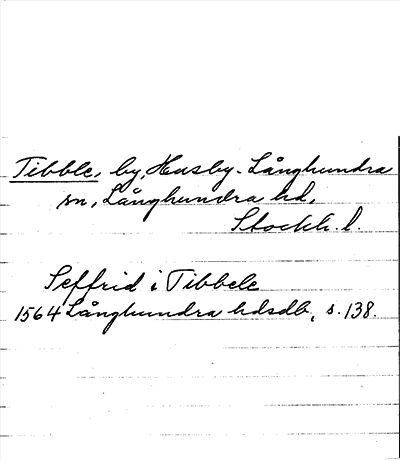 Tibble, by, Husby-Långhundra
sn, Långhundra hd,
Stockh. l.
Seffrid i Tibbele
1564 Långhundra hdsdb, s. 138.